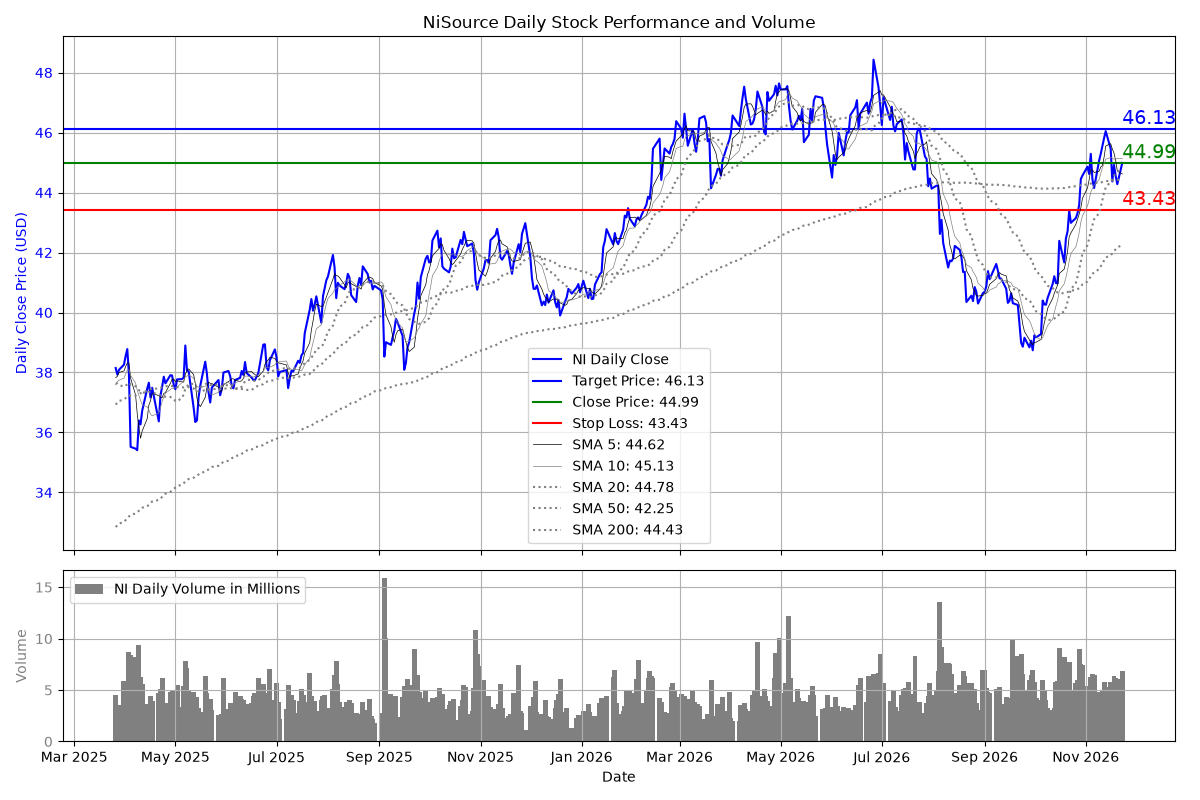 NiSource Daily Stock Performance and Volume
Daily Close Price (USD)
48
46
44
42
40
38
36
34
46.13
44.99
43.43
NI Daily Close
Target Price: 46.13
Close Price: 44.99
Stop Loss: 43.43
SMA 5: 44.62
SMA 10: 45.13
SMA 20: 44.78
SMA 50: 42.25
SMA 200: 44.43
Volume
15
10
5
0
NI Daily Volume in Millions
Mar 2025
May 2025
Jul 2025
Sep 2025
Nov 2025
Jan 2026
Mar 2026
May 2026
Jul 2026
Sep 2026
Nov 2026
Date